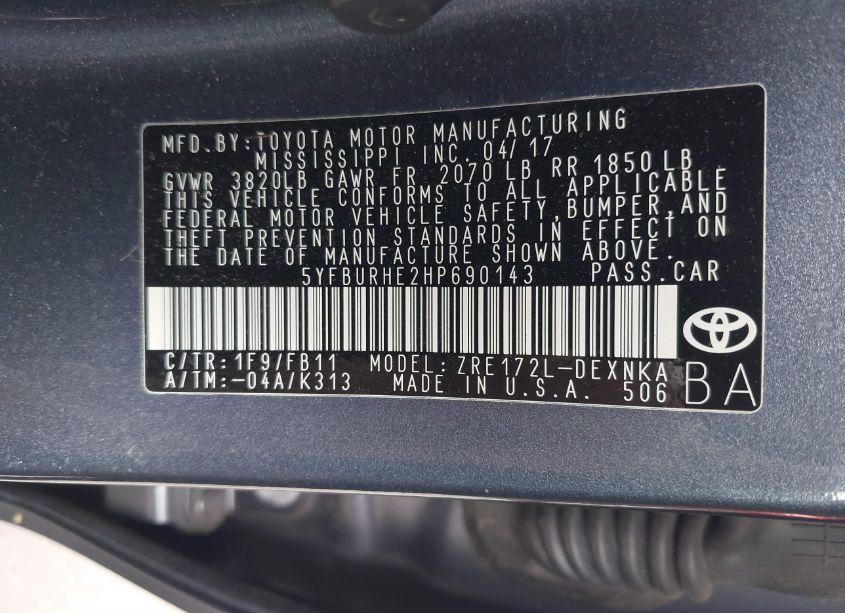 MFD.BY:TOYOTA MOTOR MANUFACTURING
MISSISSIPPI INC. 04/17
GVWR 3820LB GAWR FR 2070 LB RR 1850 LB
THIS VEHICLE CONFORMS TO ALL APPLICABLE
FEDERAL MOTOR VEHICLE SAFETY,BUMPER,AND
THEFT PREVENTION STANDARDS IN EFFECT ON
THE DATE OF MANUFACTURE SHOWN ABOVE.
5YFBURHE2HP690143 PASS.CAR
C/TR:1F9/FB11 MODEL:ZRE172L-DEXNKA
A/TM:-04A/K313 MADE IN U.S.A. 506
BA